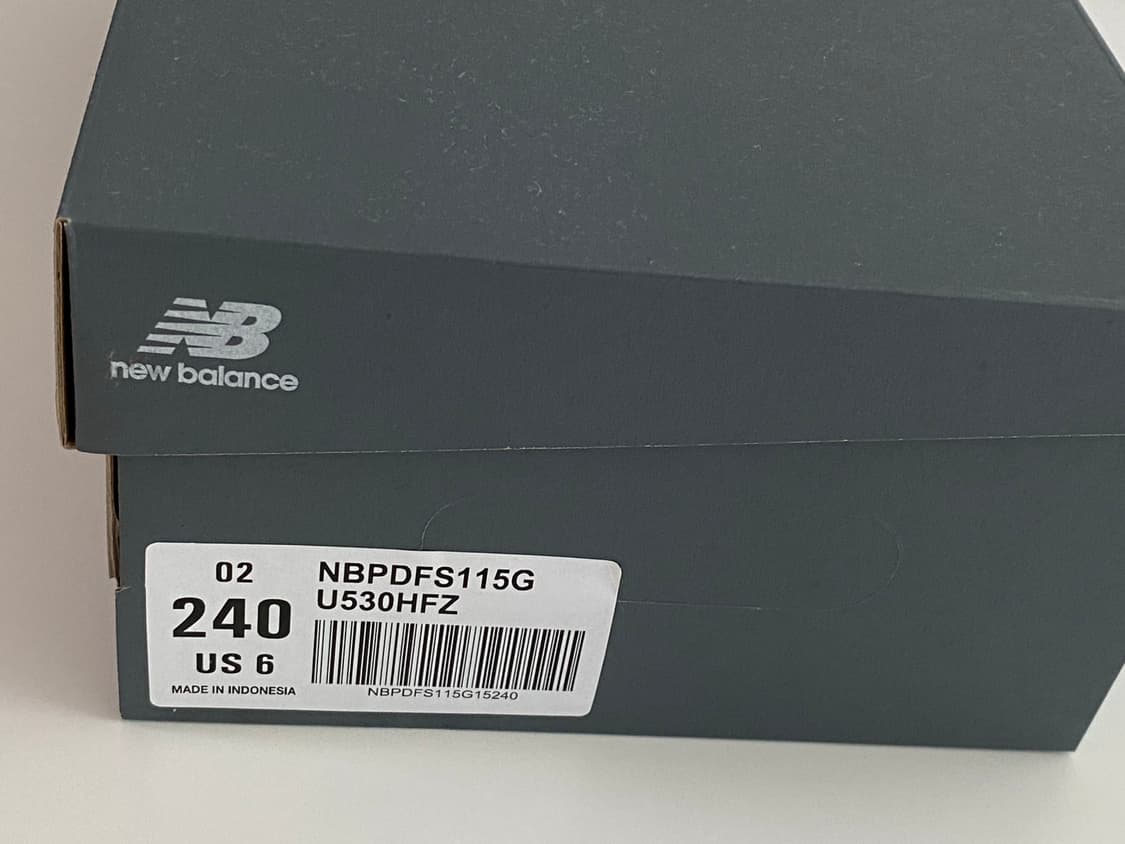 NB
new balance
02
240
US 6
MADE IN INDONESIA
NBPDFS115G
U530HFZ
NBPDFS115G15240